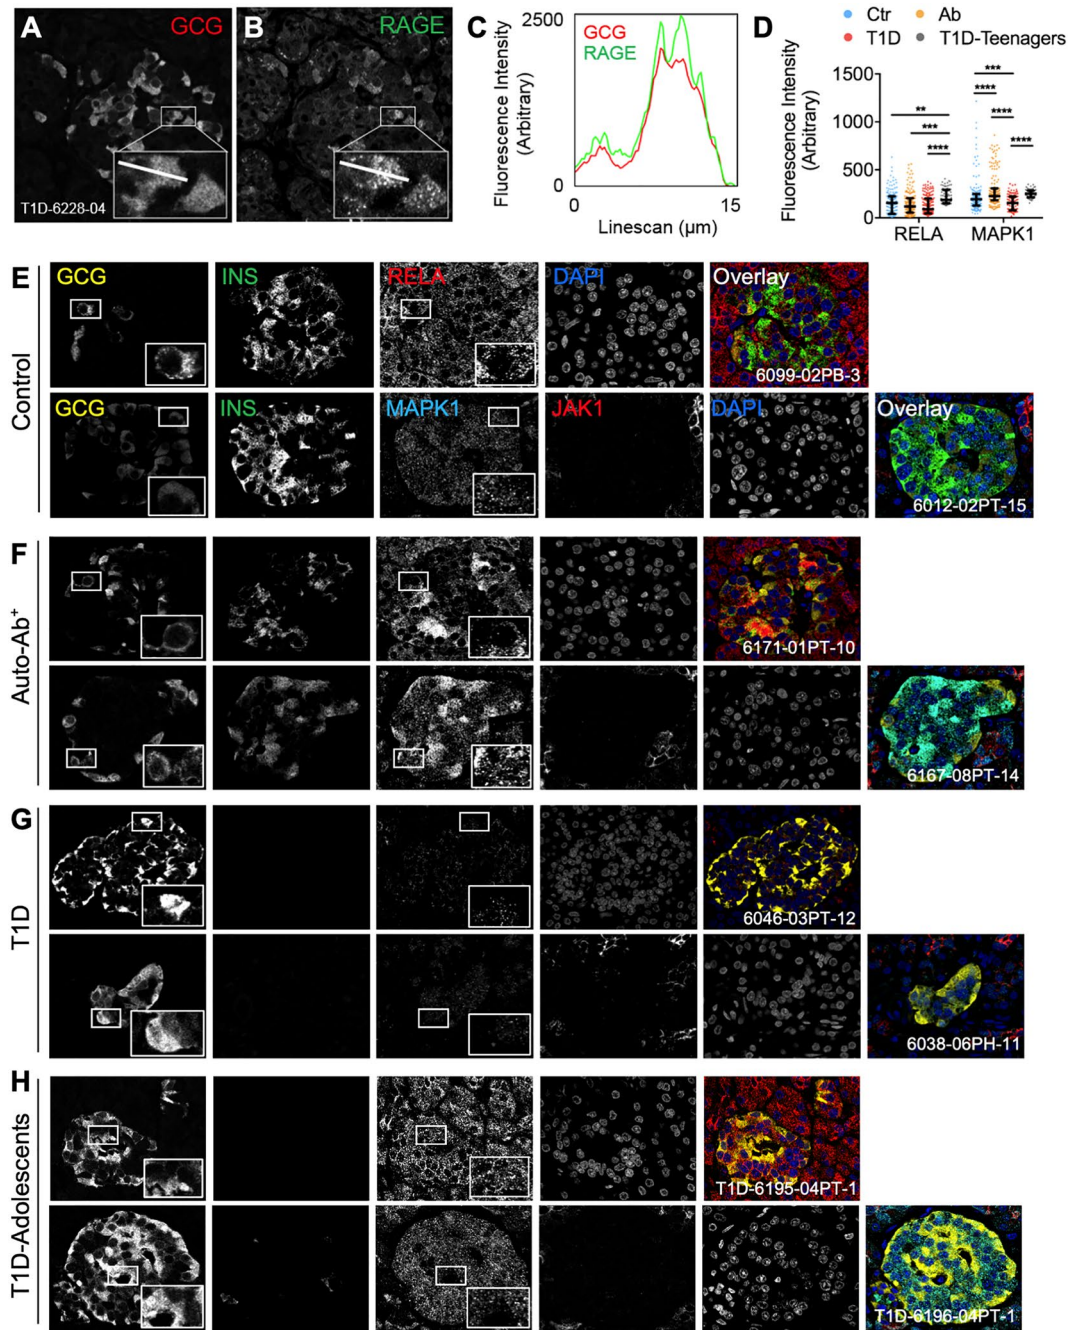 A
GCG
T1D-6228-04
B
RAGE
C
2500
GCG
RAGE
Fluorescence Intensity
(Arbitrary)
0
0
15
Linescan (µm)
D
Ctr
Ab
T1D
T1D-Teenagers
1500
1000
500
0
Fluorescence Intensity
(Arbitrary)
**
***
****
***
****
****
****
RELA
MAPK1
E
Control
GCG
INS
RELA
DAPI
Overlay
6099-02PB-3
GCG
INS
MAPK1
JAK1
DAPI
Overlay
6012-02PT-15
F
Auto-Ab+
6171-01PT-10
6167-08PT-14
G
T1D
6046-03PT-12
6038-06PH-11
H
T1D-Adolescents
T1D-6195-04PT-1
T1D-6196-04PT-1